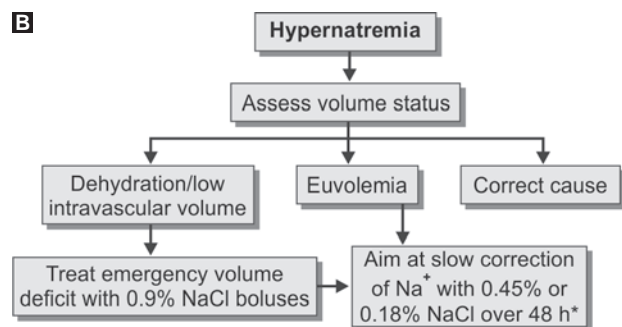 B
Hypernatremia
Assess volume status
Dehydration/low
intravascular volume
Euvolemia
Correct cause
Treat emergency volume
deficit with 0.9% NaCl boluses
Aim at slow correction
of Na⁺ with 0.45% or
0.18% NaCl over 48 h*